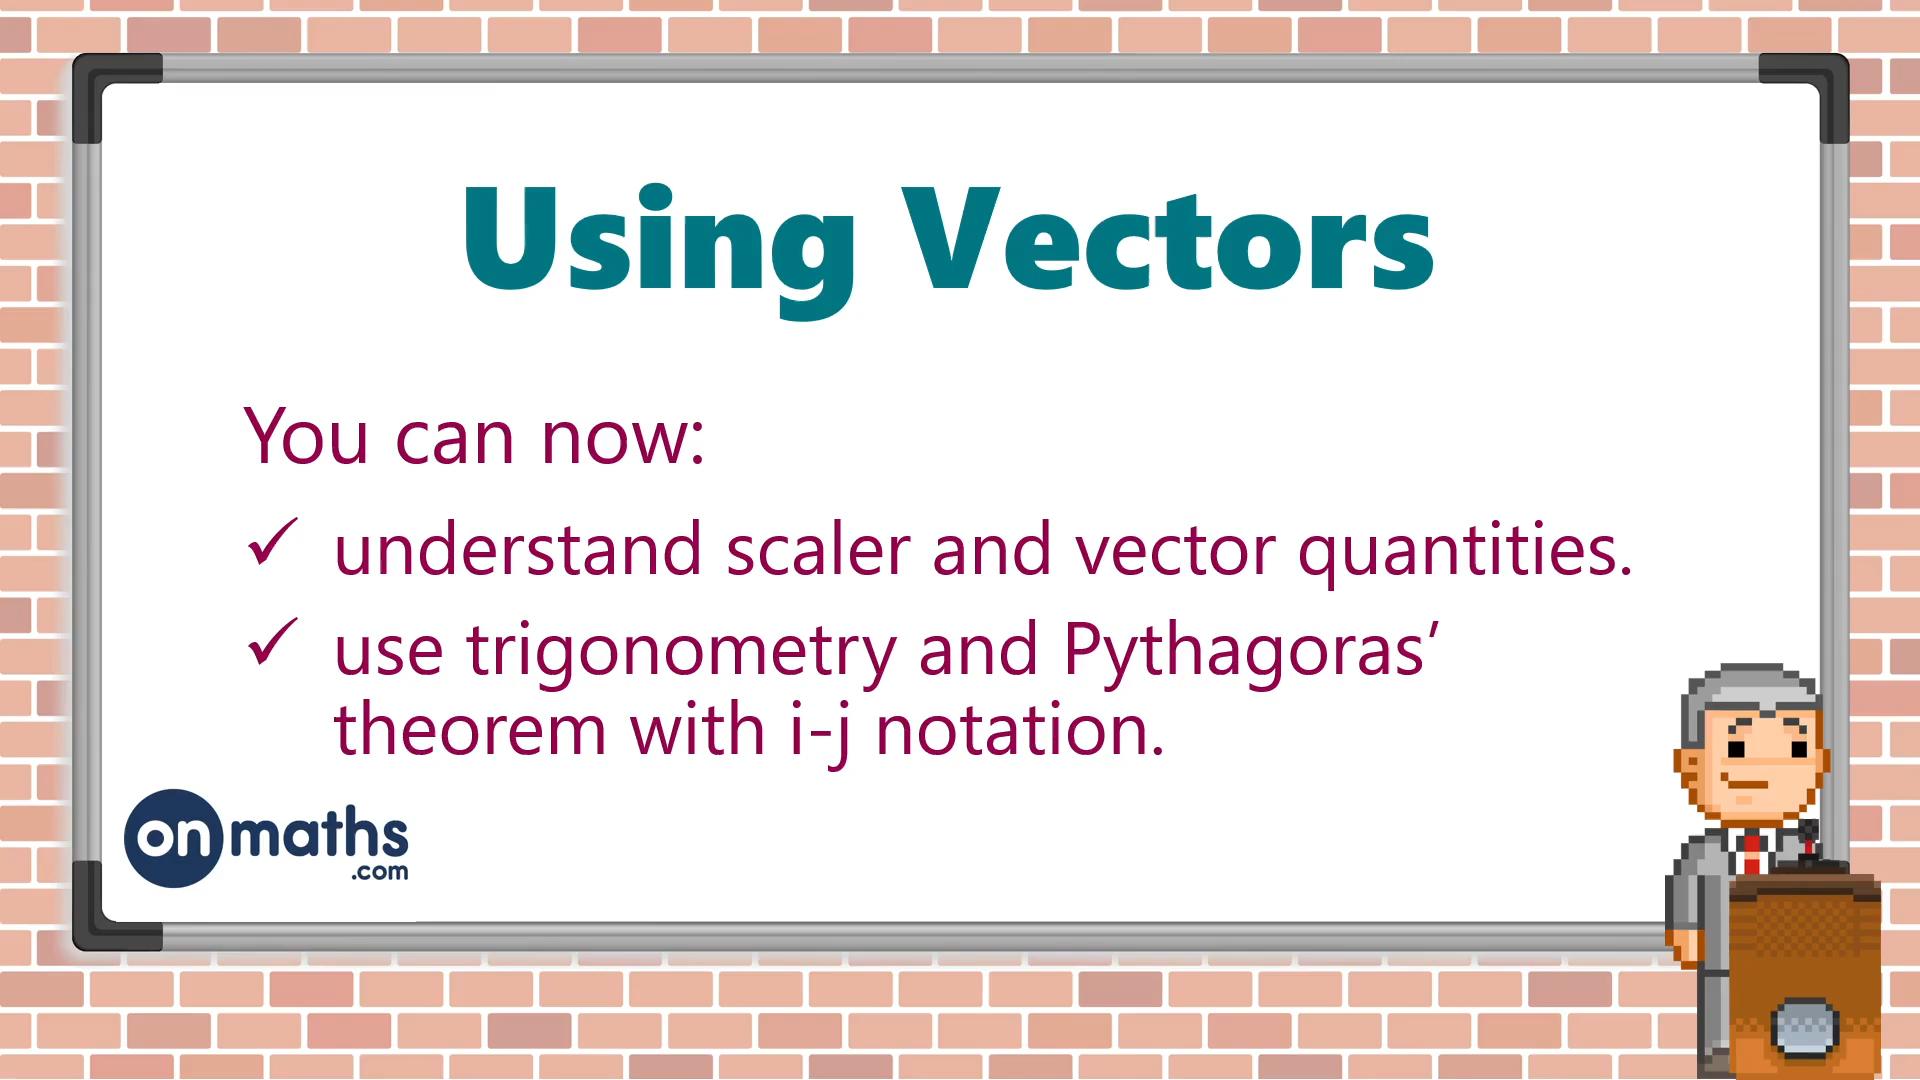 Using Vectors
You can now:
✓ understand scaler and vector quantities.
✓ use trigonometry and Pythagoras’
theorem with i-j notation.
on maths
.com